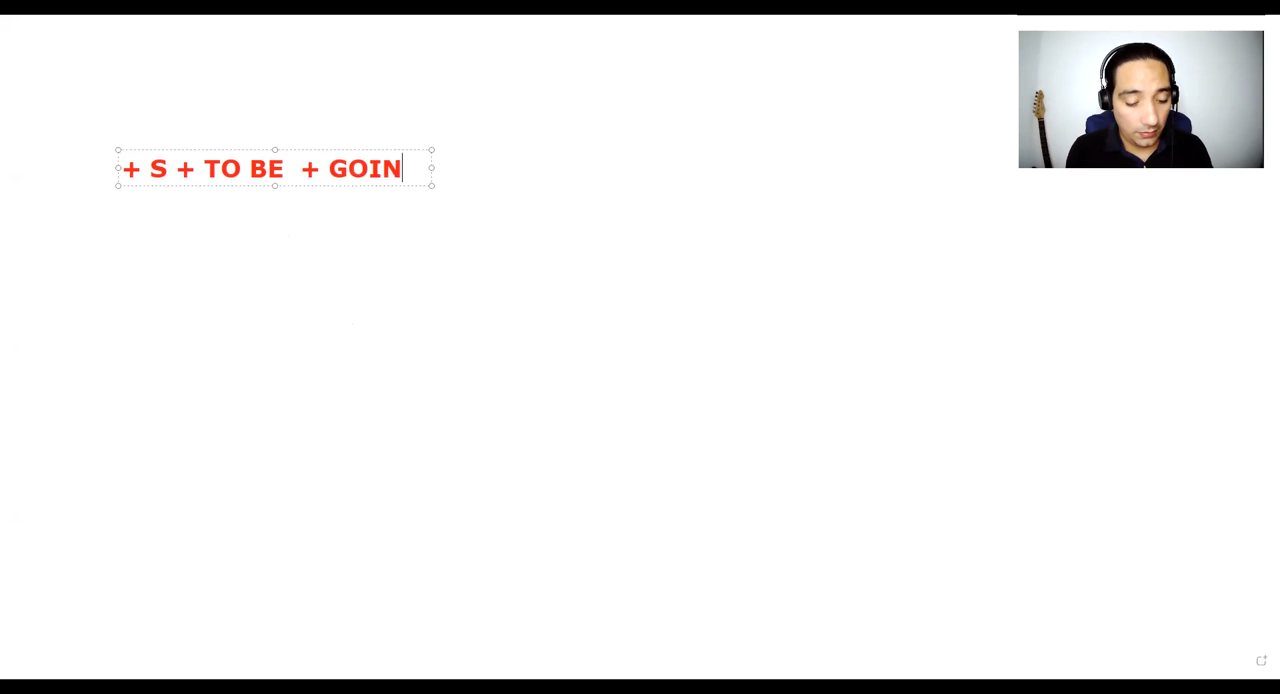 + S + TO BE  + GOIN